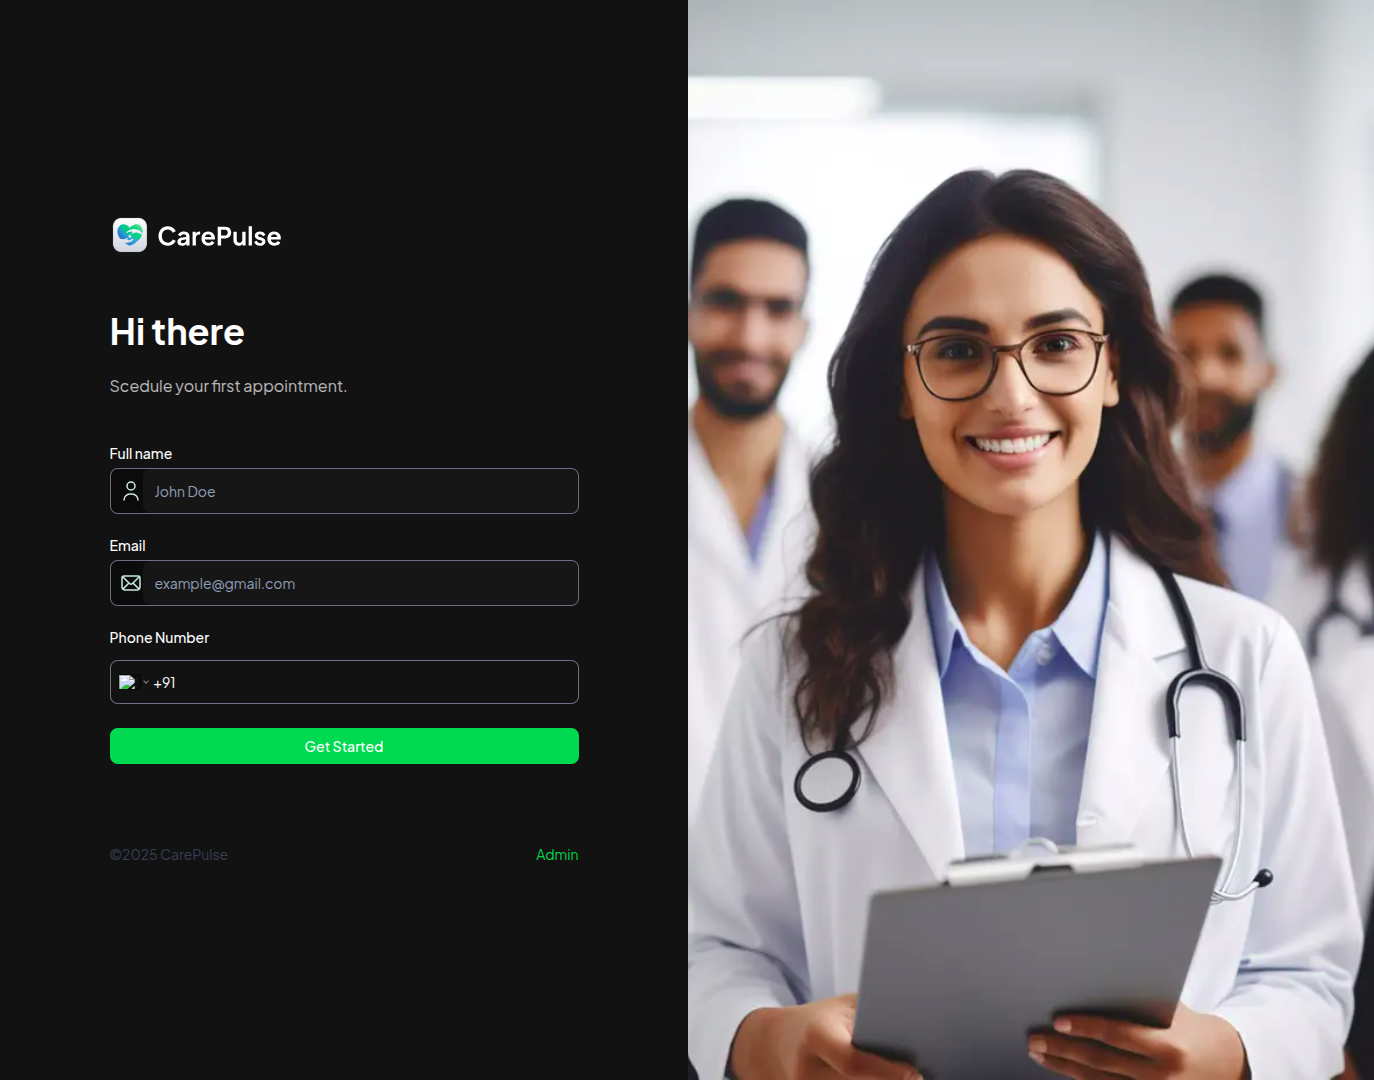 CarePulse
Hi there
Scedule your first appointment.
Full name
John Doe
Email
example@gmail.com
Phone Number
+91
Get Started
©2025 CarePulse
Admin